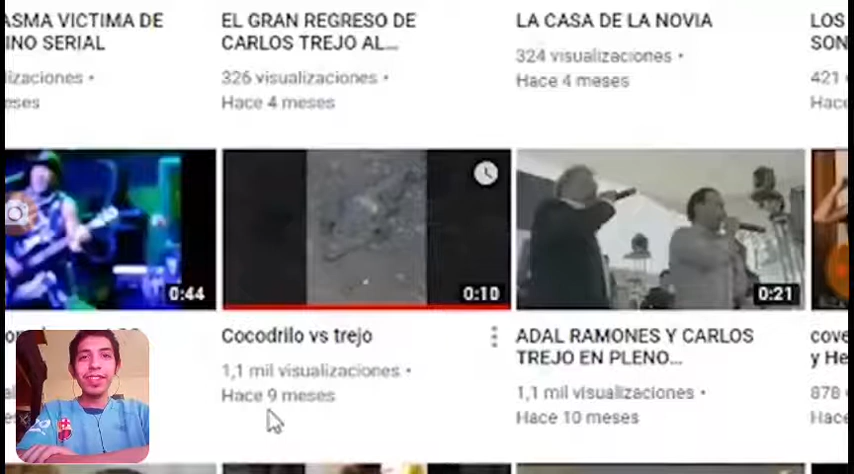 ASMA VICTIMA DE
INO SERIAL
lizaciones •
eses
EL GRAN REGRESO DE
CARLOS TREJO AL...
326 visualizaciones •
Hace 4 meses
LA CASA DE LA NOVIA
324 visualizaciones •
Hace 4 meses
LOS
SON
421
Hace
0:44
0:10
Cocodrilo vs trejo
1,1 mil visualizaciones •
Hace 9 meses
0:21
ADAL RAMONES Y CARLOS
TREJO EN PLENO...
1,1 mil visualizaciones •
Hace 10 meses
cove
y He
878
Hace